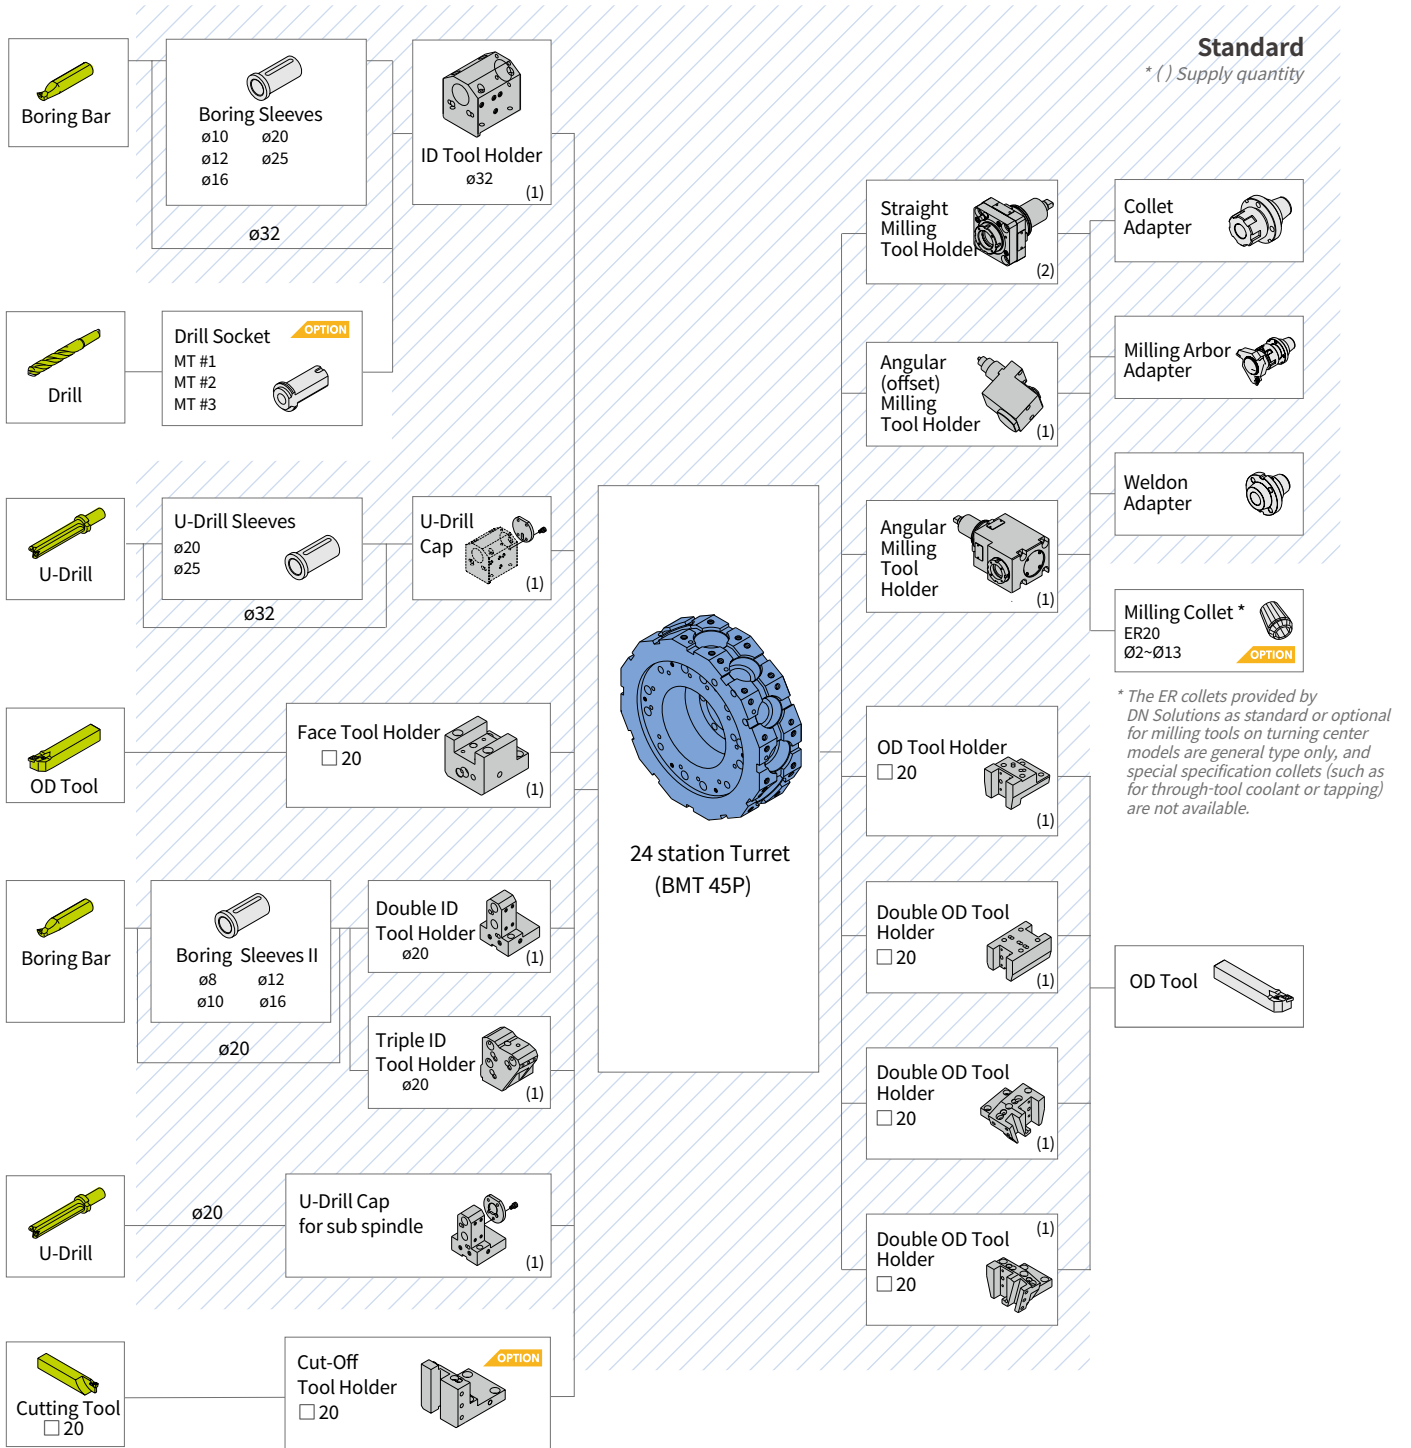 Standard
* ( ) Supply quantity
Boring Bar
Boring Sleeves
ø10 ø20
ø12 ø25
ø16
ø32
ID Tool Holder
ø32
(1)
Drill
Drill Socket
OPTION
MT #1
MT #2
MT #3
U-Drill
U-Drill Sleeves
ø20
ø25
ø32
U-Drill
Cap
(1)
OD Tool
Face Tool Holder
□ 20
(1)
Boring Bar
Boring Sleeves II
ø8 ø12
ø10 ø16
ø20
Double ID
Tool Holder
ø20
(1)
Triple ID
Tool Holder
ø20
(1)
U-Drill
ø20
U-Drill Cap
for sub spindle
(1)
Cutting Tool
□ 20
Cut-Off
Tool Holder
□ 20
OPTION
24 station Turret
(BMT 45P)
Straight
Milling
Tool Holder
(2)
Angular
(offset)
Milling
Tool Holder
(1)
Angular
Milling
Tool
Holder
(1)
Collet
Adapter
Milling Arbor
Adapter
Weldon
Adapter
Milling Collet *
ER20
Ø2~Ø13
OPTION
* The ER collets provided by
DN Solutions as standard or optional
for milling tools on turning center
models are general type only, and
special specification collets (such as
for through-tool coolant or tapping)
are not available.
OD Tool Holder
□ 20
(1)
Double OD Tool
Holder
□ 20
(1)
Double OD Tool
Holder
□ 20
(1)
Double OD Tool
Holder
□ 20
(1)
OD Tool